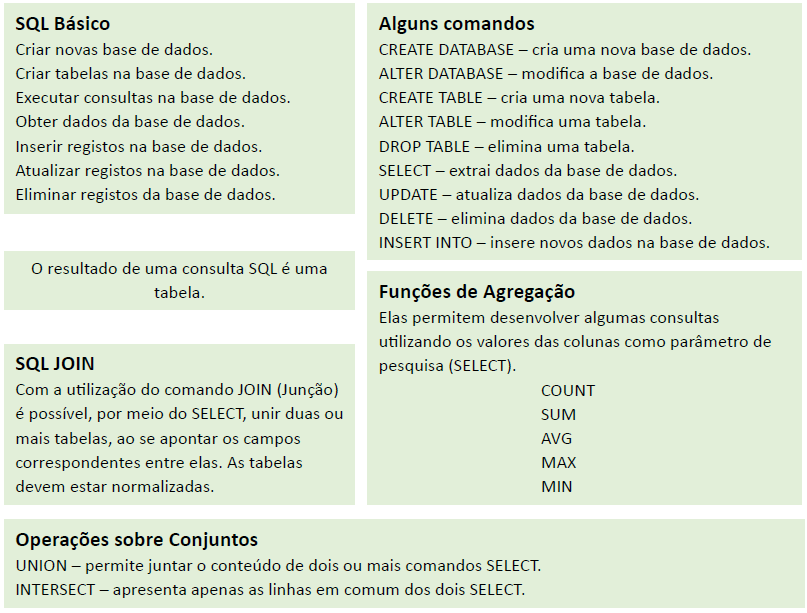 SQL Básico
Criar novas base de dados.
Criar tabelas na base de dados.
Executar consultas na base de dados.
Obter dados da base de dados.
Inserir registos na base de dados.
Atualizar registos na base de dados.
Eliminar registos da base de dados.
O resultado de uma consulta SQL é uma
tabela.
SQL JOIN
Com a utilização do comando JOIN (Junção)
é possível, por meio do SELECT, unir duas ou
mais tabelas, ao se apontar os campos
correspondentes entre elas. As tabelas
devem estar normalizadas.
Alguns comandos
CREATE DATABASE – cria uma nova base de dados.
ALTER DATABASE – modifica a base de dados.
CREATE TABLE – cria uma nova tabela.
ALTER TABLE – modifica uma tabela.
DROP TABLE – elimina uma tabela.
SELECT – extrai dados da base de dados.
UPDATE – atualiza dados da base de dados.
DELETE – elimina dados da base de dados.
INSERT INTO – insere novos dados na base de dados.
Funções de Agregação
Elas permitem desenvolver algumas consultas
utilizando os valores das colunas como parâmetro de
pesquisa (SELECT).
COUNT
SUM
AVG
MAX
MIN
Operações sobre Conjuntos
UNION – permite juntar o conteúdo de dois ou mais comandos SELECT.
INTERSECT – apresenta apenas as linhas em comum dos dois SELECT.